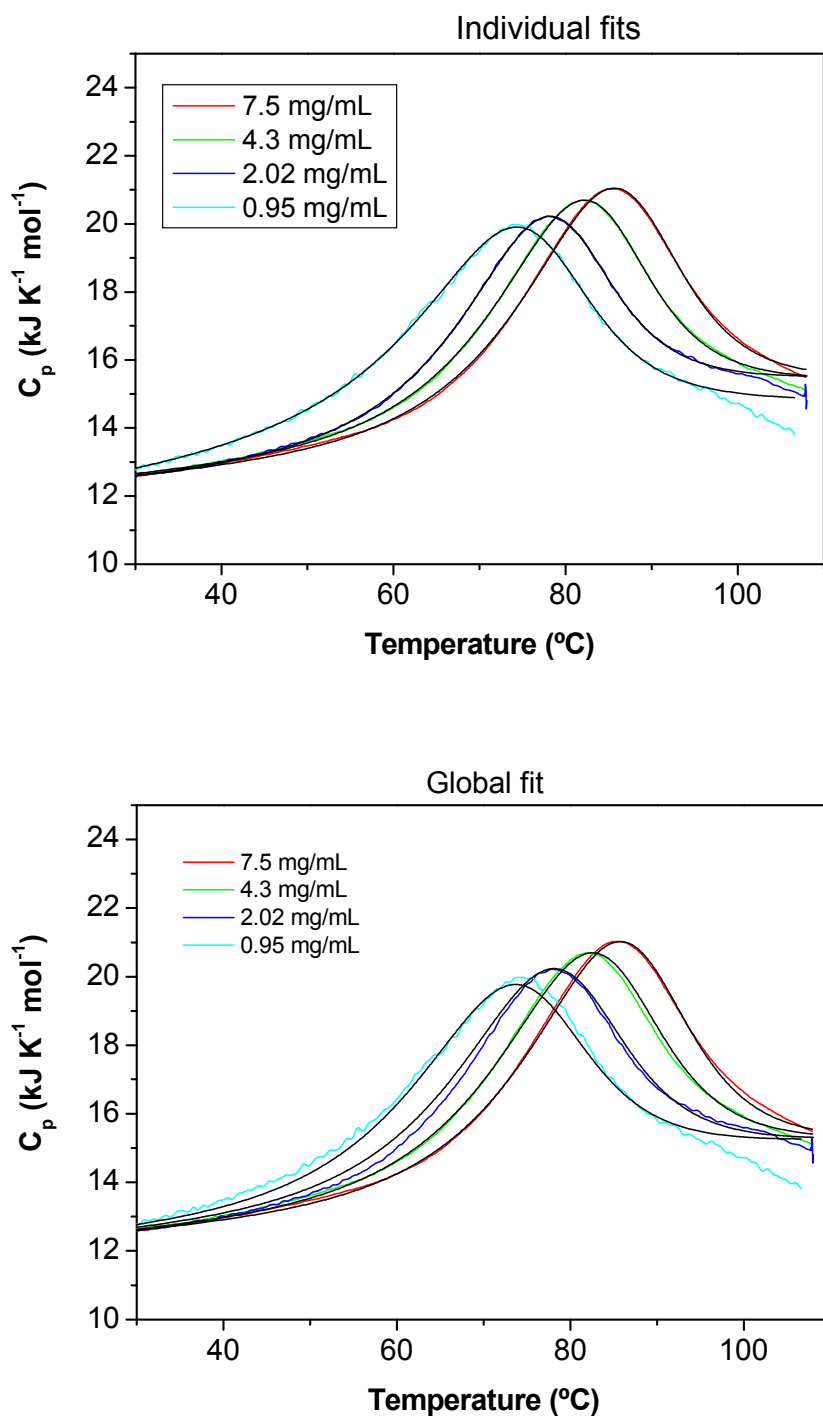 Individual fits
24
22
20
18
16
14
12
10
7.5 mg/mL
4.3 mg/mL
2.02 mg/mL
0.95 mg/mL
Cp (kJ K-1 mol-1)
40 60 80 100
Temperature (ºC)
Global fit
24
22
20
18
16
14
12
10
7.5 mg/mL
4.3 mg/mL
2.02 mg/mL
0.95 mg/mL
Cp (kJ K-1 mol-1)
40 60 80 100
Temperature (ºC)